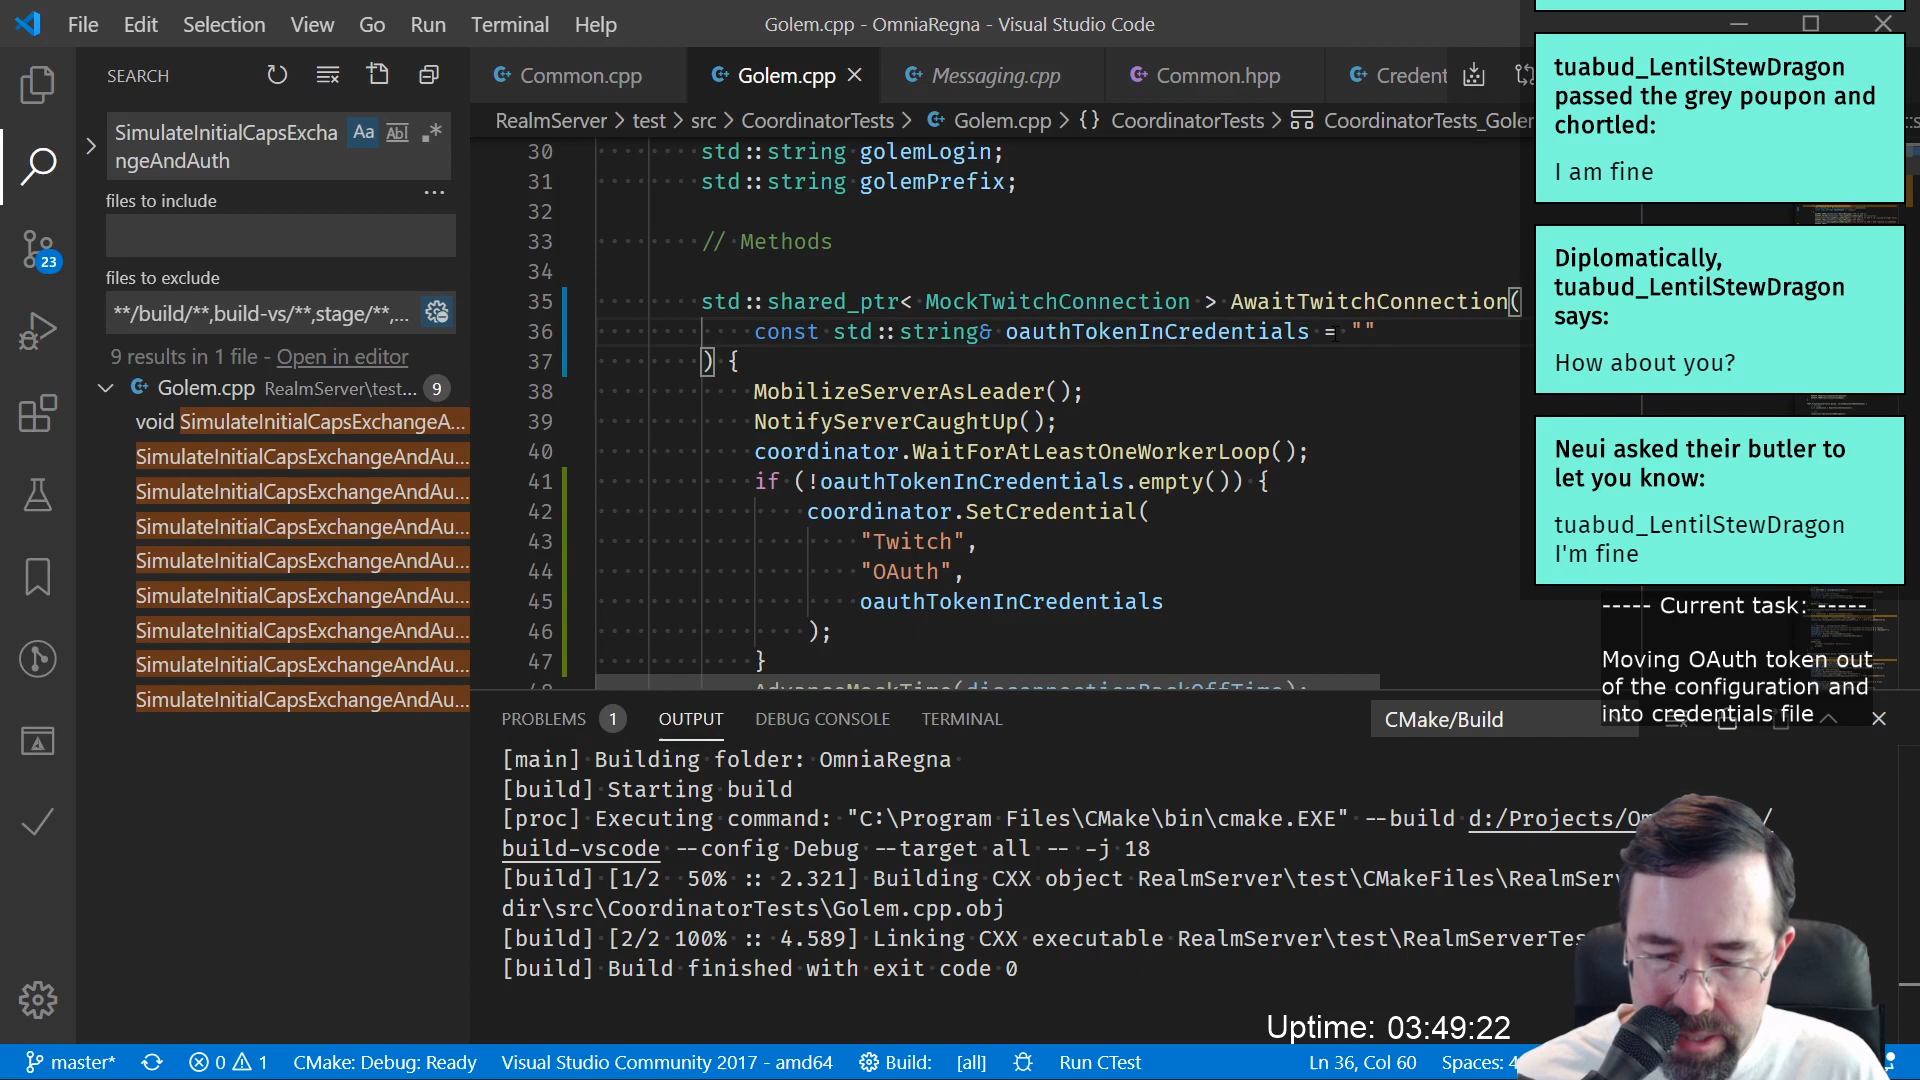 File Edit Selection View Go Run Terminal Help
Golem.cpp - OmniaRegna - Visual Studio Code
SEARCH
SimulateInitialCapsExcha
ngeAndAuth
Aa Abl .*
files to include
...
files to exclude
**/build/**,build-vs/**,stage/**,...
9 results in 1 file - Open in editor
Golem.cpp RealmServer\test... 9
void SimulateInitialCapsExchangeA...
SimulateInitialCapsExchangeAndAu...
SimulateInitialCapsExchangeAndAu...
SimulateInitialCapsExchangeAndAu...
SimulateInitialCapsExchangeAndAu...
SimulateInitialCapsExchangeAndAu...
SimulateInitialCapsExchangeAndAu...
SimulateInitialCapsExchangeAndAu...
SimulateInitialCapsExchangeAndAu...
23
Common.cpp Golem.cpp Messaging.cpp Common.hpp Credent
RealmServer > test > src > CoordinatorTests > Golem.cpp > {} CoordinatorTests > CoordinatorTests_Goler
30 std::string golemLogin;
31 std::string golemPrefix;
32
33 // Methods
34
35 std::shared_ptr< MockTwitchConnection > AwaitTwitchConnection(
36 const std::string& oauthTokenInCredentials = ""
37 ) {
38 MobilizeServerAsLeader();
39 NotifyServerCaughtUp();
40 coordinator.WaitForAtLeastOneWorkerLoop();
41 if (!oauthTokenInCredentials.empty()) {
42 coordinator.SetCredential(
43 "Twitch",
44 "OAuth",
45 oauthTokenInCredentials
46 );
47 }
48 AdvanceMockTime(disconnectionBackOffTime);
PROBLEMS 1 OUTPUT DEBUG CONSOLE TERMINAL
CMake/Build
[main] Building folder: OmniaRegna
[build] Starting build
[proc] Executing command: "C:\Program Files\CMake\bin\cmake.EXE" --build d:/Projects/Om /
build-vscode --config Debug --target all -- -j 18
[build] [1/2 50% :: 2.321] Building CXX object RealmServer\test\CMakeFiles\RealmSer
dir\src\CoordinatorTests\Golem.cpp.obj
[build] [2/2 100% :: 4.589] Linking CXX executable RealmServer\test\RealmServerTe
[build] Build finished with exit code 0
tuabud_LentilStewDragon
passed the grey poupon and
chortled:
I am fine
Diplomatically,
tuabud_LentilStewDragon
says:
How about you?
Neui asked their butler to
let you know:
tuabud_LentilStewDragon
I'm fine
----- Current task: -----
Moving OAuth token out
of the configuration and
into credentials file
Uptime: 03:49:22
master* 0 1 CMake: Debug: Ready Visual Studio Community 2017 - amd64 Build: [all] Run CTest Ln 36, Col 60 Spaces: 4